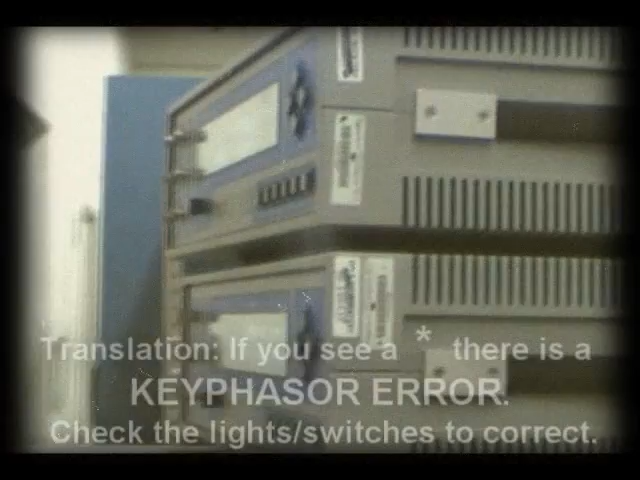 Translation: If you see a * there is a
KEYPHASOR ERROR.
Check the lights/switches to correct.